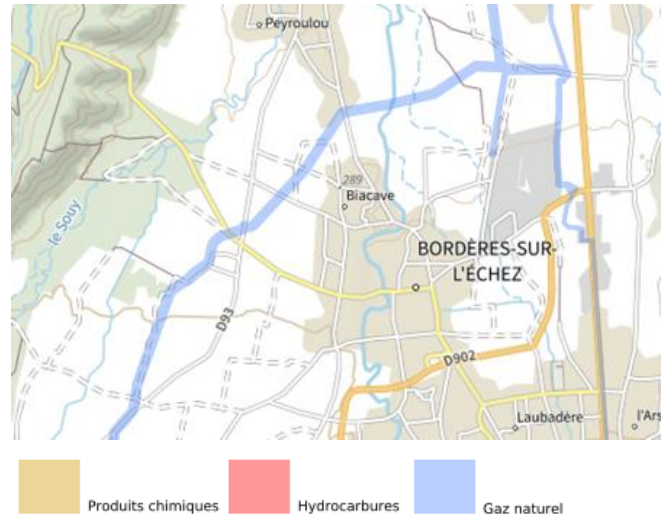 Peyroulou
289
Biacave
le Souy
BORDÈRES-SUR-
L'ÉCHEZ
D93
D902
Laubadère
l'Ars
Produits chimiques
Hydrocarbures
Gaz naturel